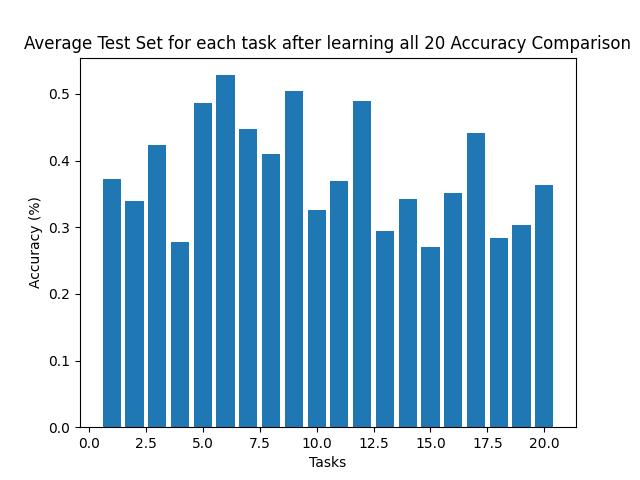 Average Test Set for each task after learning all 20 Accuracy Comparison
0.5
0.4
0.3
0.2
0.1
0.0
Accuracy (%)
0.0 2.5 5.0 7.5 10.0 12.5 15.0 17.5 20.0
Tasks